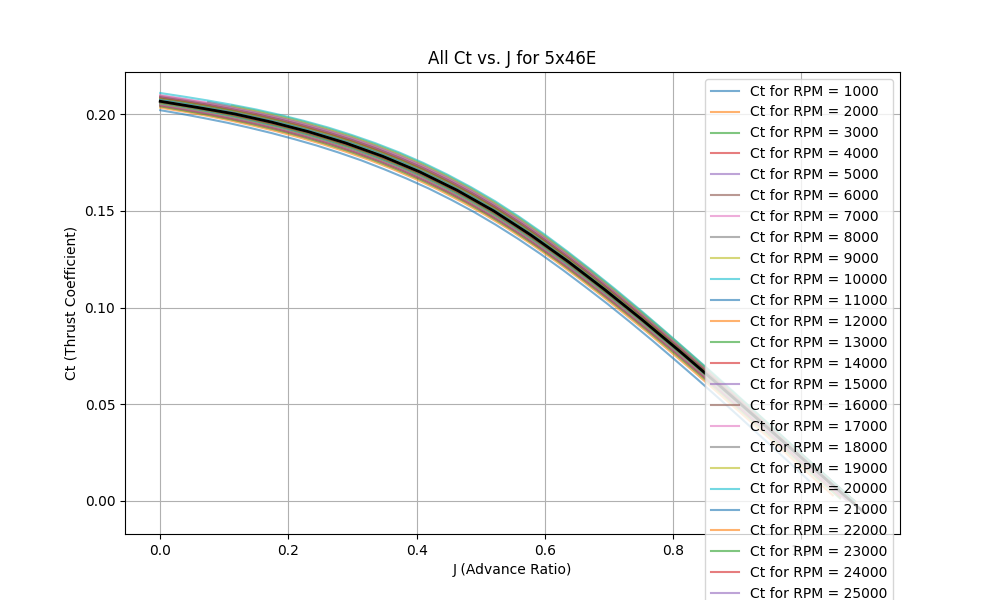 All Ct vs. J for 5x46E
Ct (Thrust Coefficient)
0.20
0.15
0.10
0.05
0.00
0.0
0.2
0.4
0.6
0.8
J (Advance Ratio)
Ct for RPM = 1000
Ct for RPM = 2000
Ct for RPM = 3000
Ct for RPM = 4000
Ct for RPM = 5000
Ct for RPM = 6000
Ct for RPM = 7000
Ct for RPM = 8000
Ct for RPM = 9000
Ct for RPM = 10000
Ct for RPM = 11000
Ct for RPM = 12000
Ct for RPM = 13000
Ct for RPM = 14000
Ct for RPM = 15000
Ct for RPM = 16000
Ct for RPM = 17000
Ct for RPM = 18000
Ct for RPM = 19000
Ct for RPM = 20000
Ct for RPM = 21000
Ct for RPM = 22000
Ct for RPM = 23000
Ct for RPM = 24000
Ct for RPM = 25000